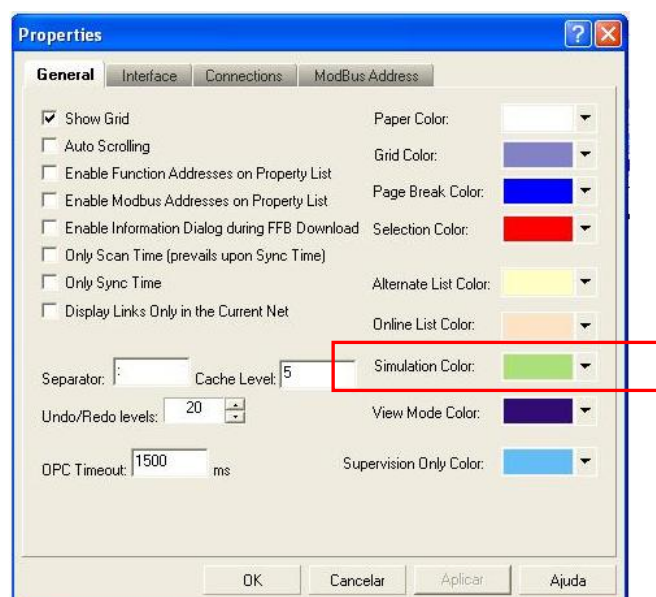 Properties
General Interface Connections ModBus Address
Show Grid
Auto Scrolling
Enable Function Addresses on Property List
Enable Modbus Addresses on Property List
Enable Information Dialog during FFB Download
Only Scan Time (prevails upon Sync Time)
Only Sync Time
Display Links Only in the Current Net
Separator: : Cache Level: 5
Undo/Redo levels: 20
OPC Timeout: 1500 ms
Paper Color:
Grid Color:
Page Break Color:
Selection Color:
Alternate List Color:
Online List Color:
Simulation Color:
View Mode Color:
Supervision Only Color:
OK Cancelar Aplicar Ajuda